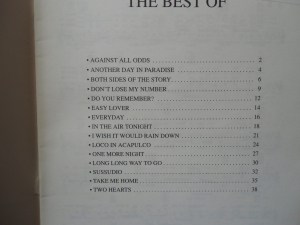 THE BEST OF
• AGAINST ALL ODDS 2
• ANOTHER DAY IN PARADISE 4
• BOTH SIDES OF THE STORY 6
• DON'T LOSE MY NUMBER 9
• DO YOU REMEMBER? 12
• EASY LOVER 14
• EVERYDAY 16
• IN THE AIR TONIGHT 18
• I WISH IT WOULD RAIN DOWN 21
• LOCO IN ACAPULCO 24
• ONE MORE NIGHT 27
• LONG LONG WAY TO GO 30
• SUSSUDIO 32
• TAKE ME HOME 35
• TWO HEARTS 38